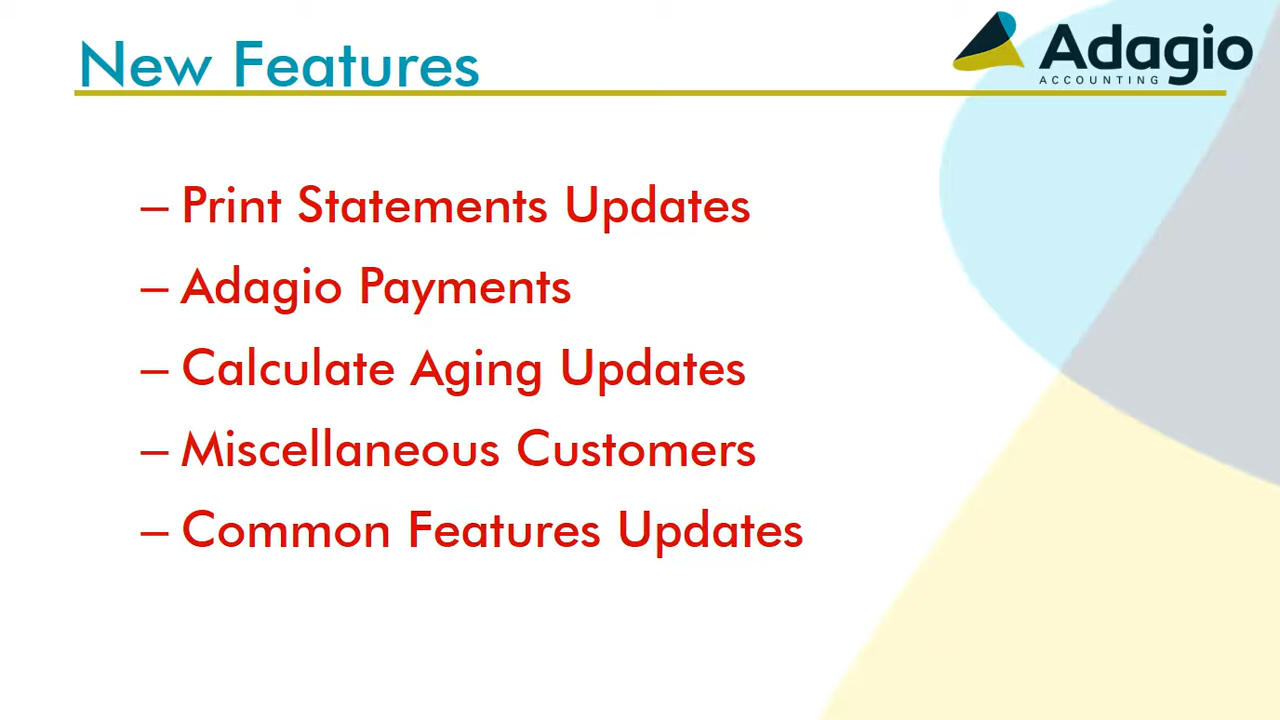 New Features
Adagio
ACCOUNTING
– Print Statements Updates
– Adagio Payments
– Calculate Aging Updates
– Miscellaneous Customers
– Common Features Updates